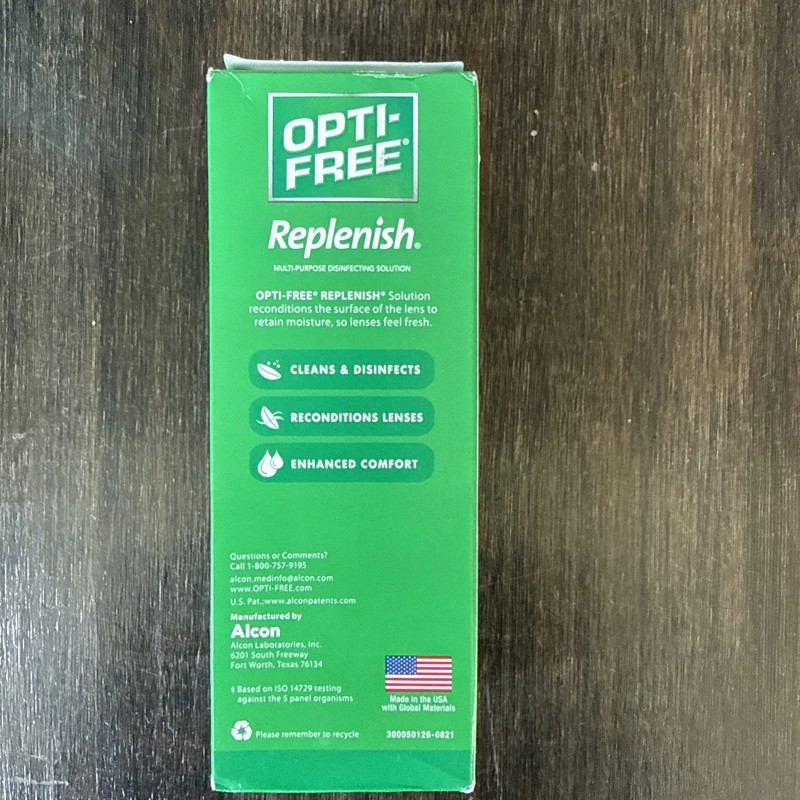 OPTI-
FREE®
Replenish®
MULTI-PURPOSE DISINFECTING SOLUTION
OPTI-FREE® REPLENISH® Solution
reconditions the surface of the lens to
retain moisture, so lenses feel fresh.
CLEANS & DISINFECTS
RECONDITIONS LENSES
ENHANCED COMFORT
Questions or Comments?
Call 1-800-757-9195
alcon.medinfo@alcon.com
www.OPTI-FREE.com
U.S. Pat.:www.alconpatents.com
Manufactured by
Alcon
Alcon Laboratories, Inc.
6201 South Freeway
Fort Worth, Texas 76134
‡ Based on ISO 14729 testing
against the 5 panel organisms
Made in the USA
with Global Materials
Please remember to recycle
300050126-0821